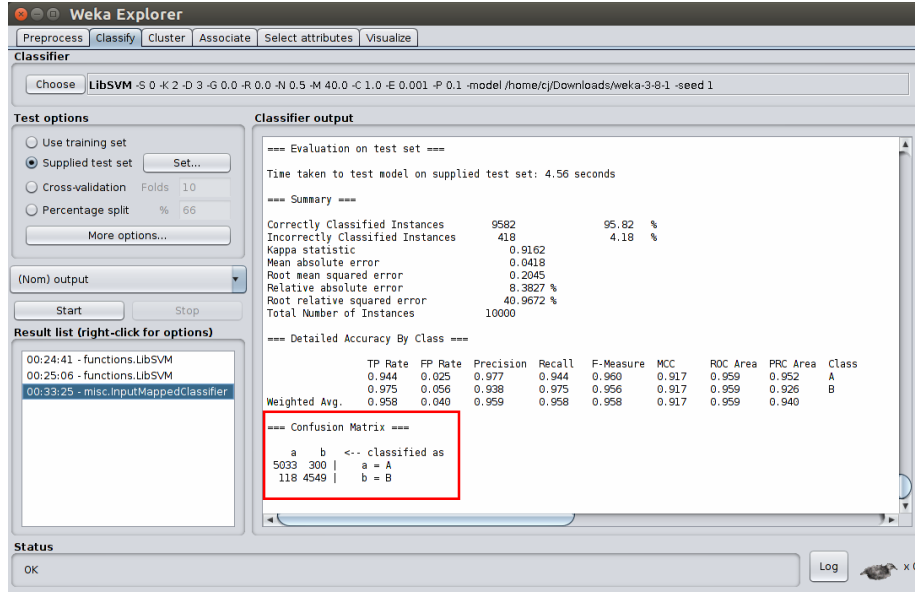 Weka Explorer
Preprocess Classify Cluster Associate Select attributes Visualize
Classifier
Choose LibSVM -S 0 -K 2 -D 3 -G 0.0 -R 0.0 -N 0.5 -M 40.0 -C 1.0 -E 0.001 -P 0.1 -model /home/cj/Downloads/weka-3-8-1 -seed 1
Test options
Use training set
Supplied test set Set...
Cross-validation Folds 10
Percentage split % 66
More options...
(Nom) output
Start Stop
Result list (right-click for options)
00:24:41 - functions.LibSVM
00:25:06 - functions.LibSVM
00:33:25 - misc.InputMappedClassifier
Classifier output
=== Evaluation on test set ===
Time taken to test model on supplied test set: 4.56 seconds
=== Summary ===
Correctly Classified Instances 9582 95.82 %
Incorrectly Classified Instances 418 4.18 %
Kappa statistic 0.9162
Mean absolute error 0.0418
Root mean squared error 0.2045
Relative absolute error 8.3827 %
Root relative squared error 40.9672 %
Total Number of Instances 10000
=== Detailed Accuracy By Class ===
TP Rate FP Rate Precision Recall F-Measure MCC ROC Area PRC Area Class
0.944 0.025 0.977 0.944 0.960 0.917 0.959 0.952 A
0.975 0.056 0.938 0.975 0.956 0.917 0.959 0.926 B
Weighted Avg. 0.958 0.040 0.959 0.958 0.958 0.917 0.959 0.940
=== Confusion Matrix ===
a b <-- classified as
5033 300 | a = A
118 4549 | b = B
Status
OK
Log
x